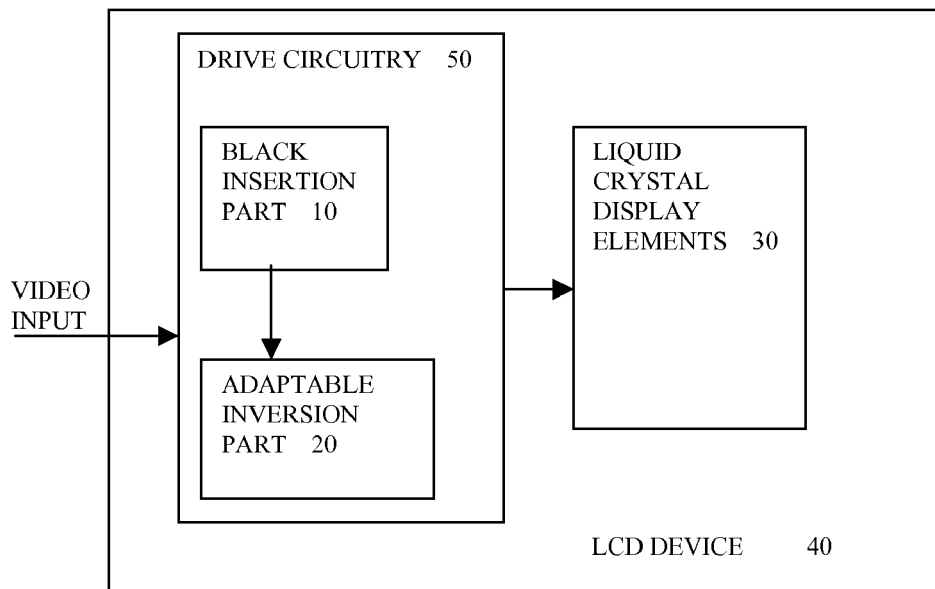 DRIVE CIRCUITRY 50
BLACK
INSERTION
PART 10
LIQUID
CRYSTAL
DISPLAY
ELEMENTS 30
VIDEO
INPUT
ADAPTABLE
INVERSION
PART 20
LCD DEVICE 40